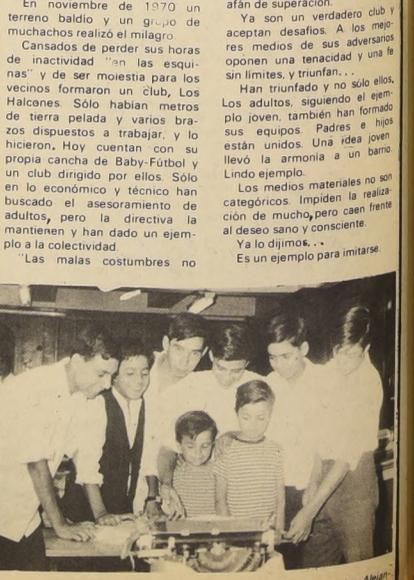 En noviembre de 1970 un
terreno baldío y un grupo de
muchachos realizó el milagro
Cansados de perder sus horas
de inactividad "en las esqui-
nas" y de ser moiestia para los
vecinos formaron un club, Los
Halcones. Sólo habían metros
de tierra pelada y varios bra-
zos dispuestos a trabajar, y lo
hicieron. Hoy cuentan con su
propia cancha de Baby-Fútbol y
un club dirigido por ellos. Sólo
en lo económico y técnico han
buscado el asesoramiento de
adultos, pero la directiva la
mantienen y han dado un ejem-
plo a la colectividad.
"Las malas costumbres no
afán de superación.
Ya son un verdadero club y
aceptan desafíos. A los mejo-
res medios de sus adversarios
oponen una tenacidad y una fe
sin límites, y triunfan...
Han triunfado y no sólo ellos.
Los adultos, siguiendo el ejem-
plo joven, también han formado
sus equipos. Padres e hijos
están unidos. Una idea joven
llevó la armonía a un barrio.
Lindo ejemplo.
Los medios materiales no son
categóricos. Impiden la realiza-
ción de mucho, pero caen frente
al deseo sano y consciente.
Ya lo dijimos...
Es un ejemplo para imitarse.
Alejan-